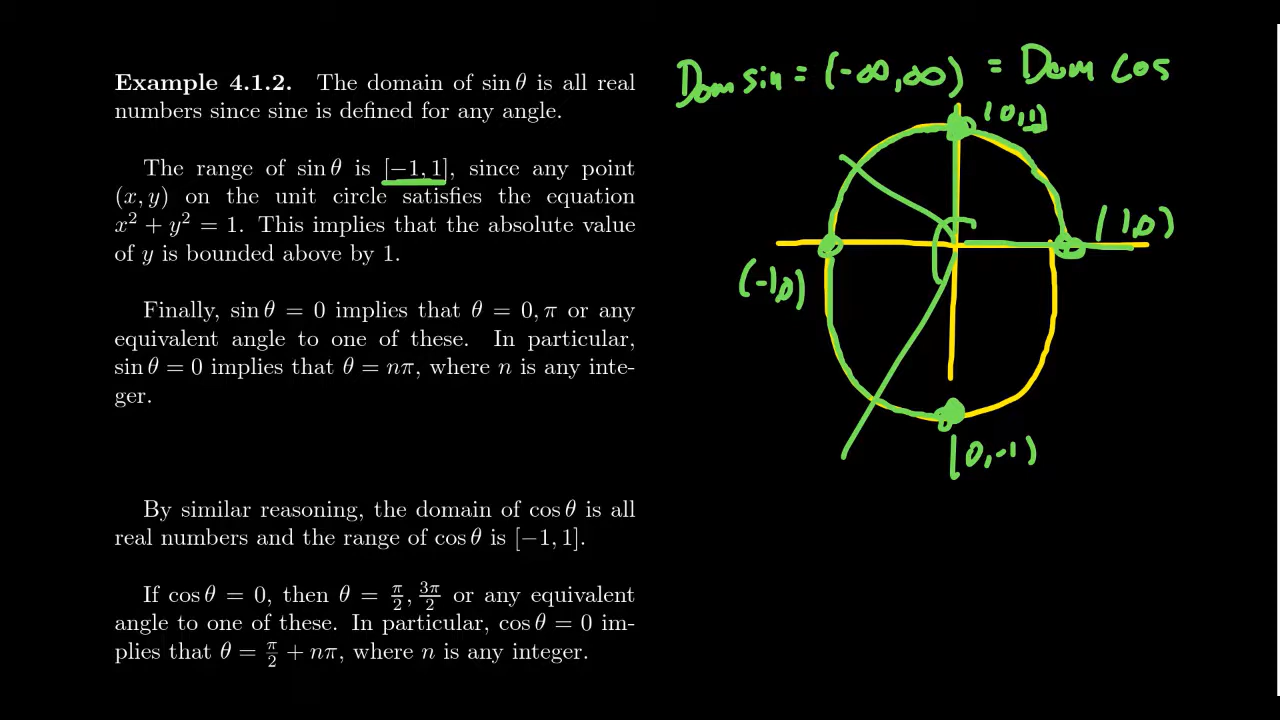 Example 4.1.2. The domain of sin θ is all real
numbers since sine is defined for any angle.
The range of sin θ is [−1, 1], since any point
(x, y) on the unit circle satisfies the equation
x² + y² = 1. This implies that the absolute value
of y is bounded above by 1.
Finally, sin θ = 0 implies that θ = 0, π or any
equivalent angle to one of these. In particular,
sin θ = 0 implies that θ = nπ, where n is any inte-
ger.
By similar reasoning, the domain of cos θ is all
real numbers and the range of cos θ is [−1, 1].
If cos θ = 0, then θ = π/2, 3π/2 or any equivalent
angle to one of these. In particular, cos θ = 0 im-
plies that θ = π/2 + nπ, where n is any integer.
Dom sin = (-∞, ∞) = Dom cos
(0,1)
(1,0)
(-1,0)
(0,-1)